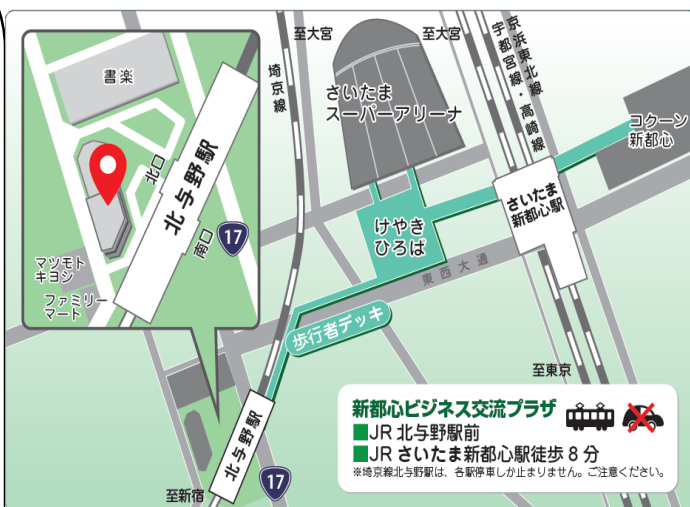 書楽
北口
北与野駅
南口
17
マツモト
キヨシ
ファミリー
マート
至大宮
埼京線
さいたま
スーパーアリーナ
至大宮
宇都宮線・高崎線
京浜東北線
コクーン
新都心
さいたま
新都心駅
けやき
ひろば
東西大通
歩行者デッキ
至東京
北与野駅
17
至新宿
新都心ビジネス交流プラザ
■JR 北与野駅前
■JR さいたま新都心駅徒歩 8 分
※埼京線北与野駅は、各駅停車しか止まりません。ご注意ください。